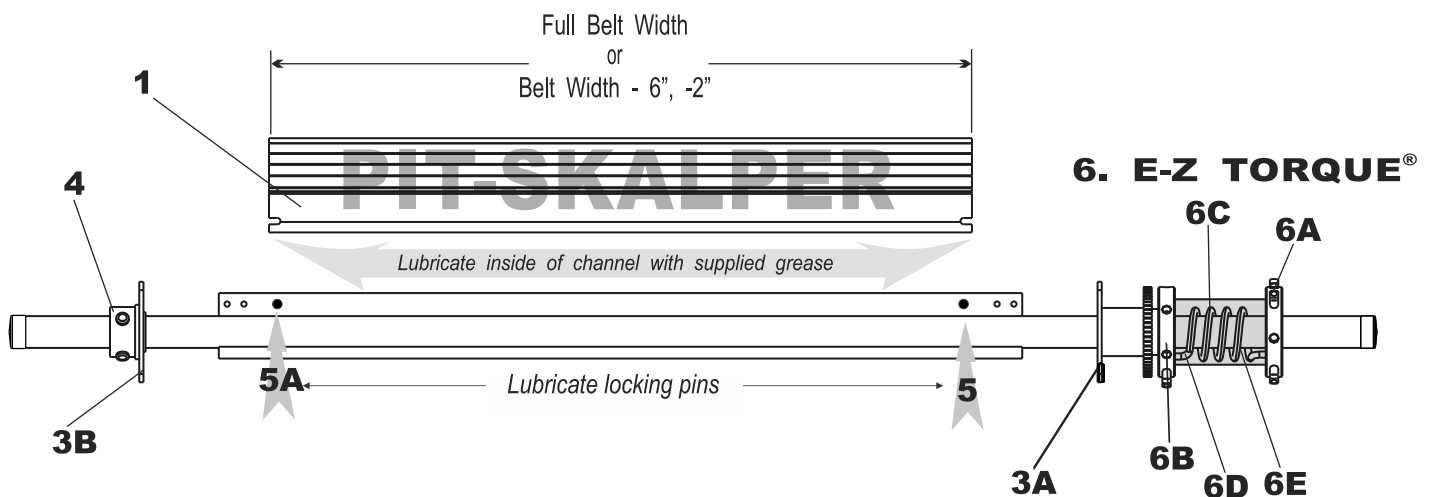 Full Belt Width
or
Belt Width - 6”, -2”
1
PIT-SKALPER
6. E-Z TORQUE®
4
6C
6A
Lubricate inside of channel with supplied grease
5A
Lubricate locking pins
5
3B
3A
6B
6D
6E